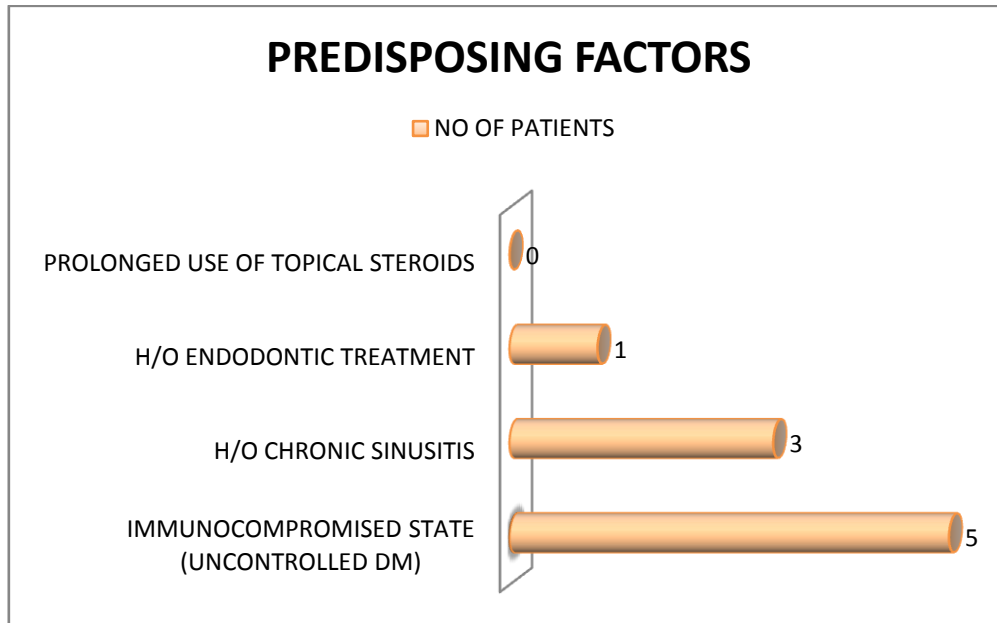 PREDISPOSING FACTORS
NO OF PATIENTS
PROLONGED USE OF TOPICAL STEROIDS 0
H/O ENDODONTIC TREATMENT 1
H/O CHRONIC SINUSITIS 3
IMMUNOCOMPROMISED STATE
(UNCONTROLLED DM) 5